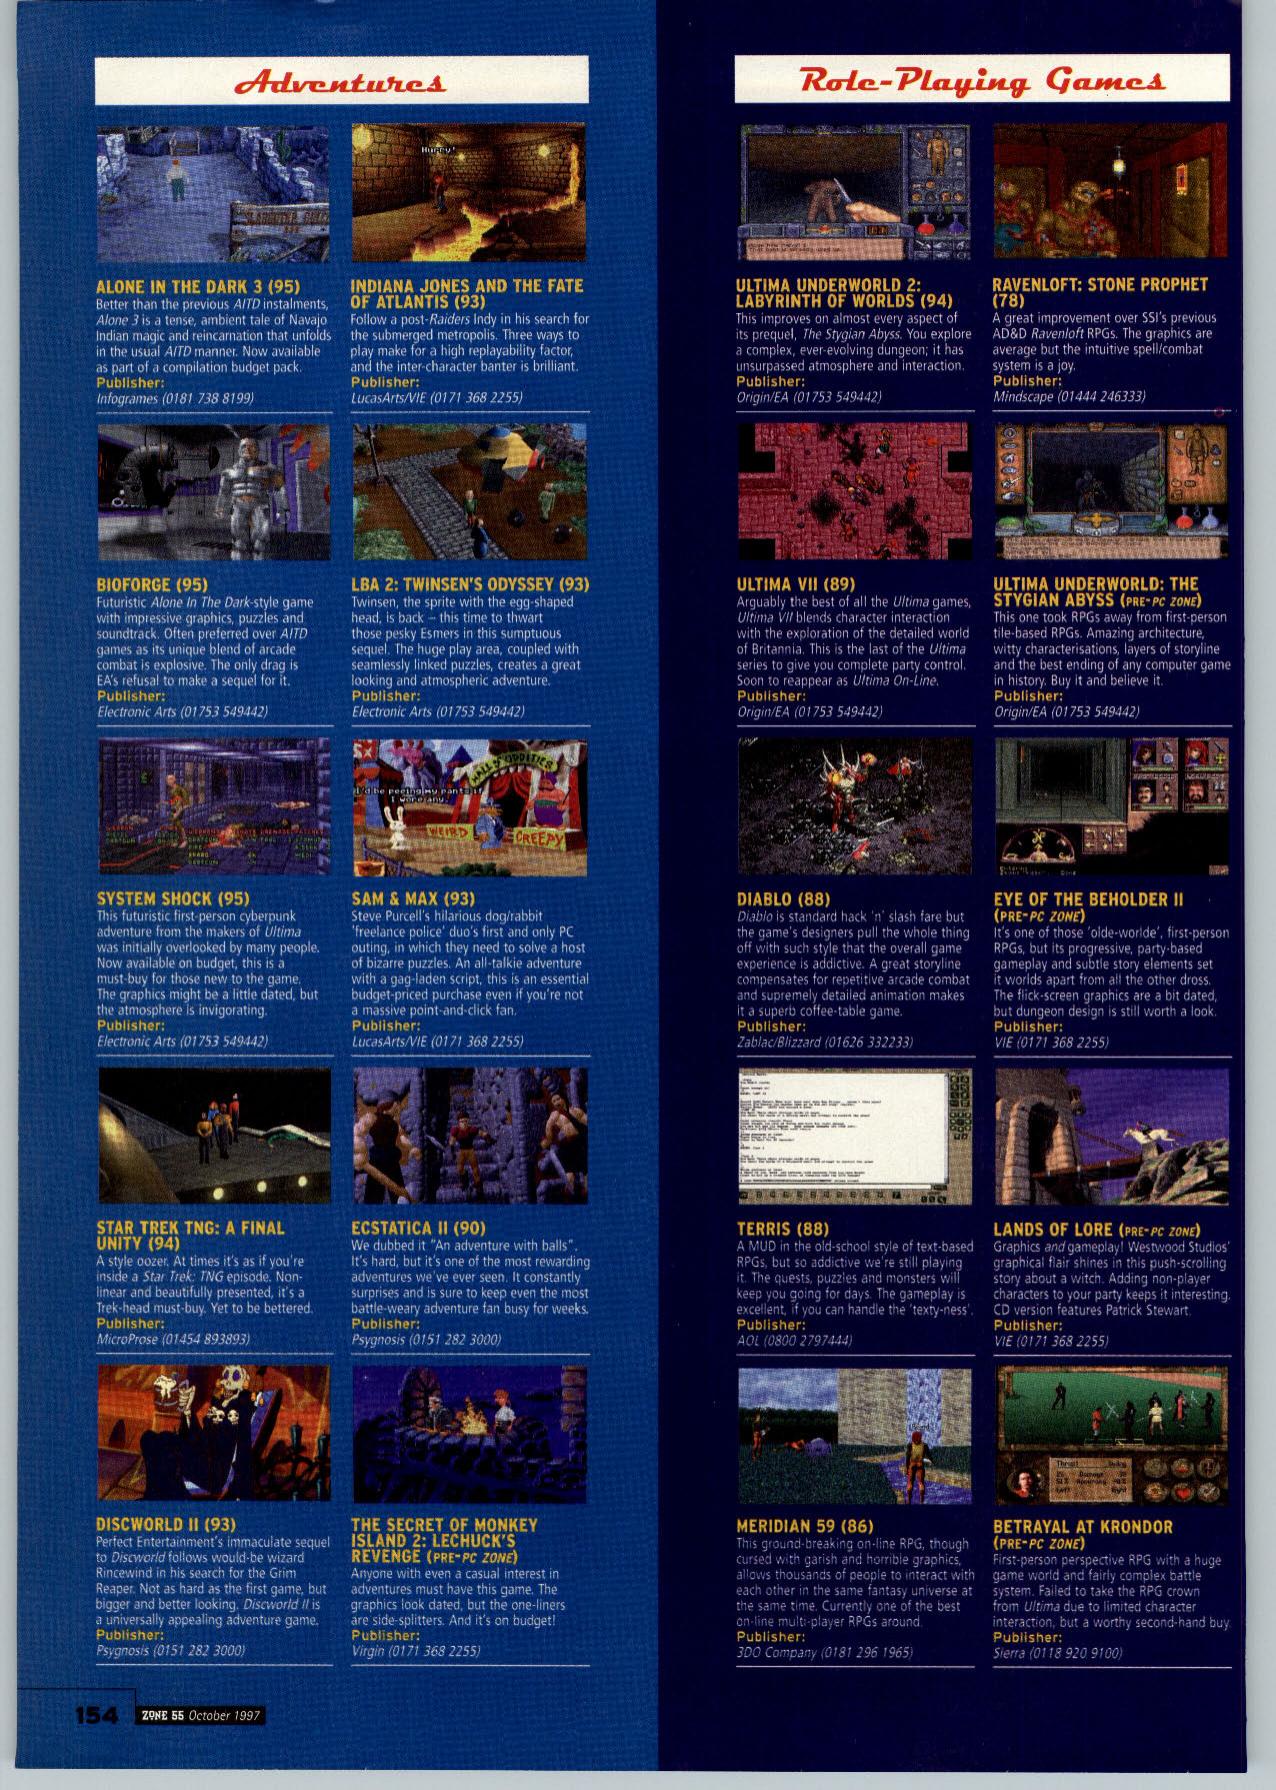 Adventures
ALONE IN THE DARK 3 (95)
Better than the previous AITD instalments,
Alone 3 is a tense, ambient tale of Navajo
Indian magic and reincarnation that unfolds
in the usual AITD manner. Now available
as part of a compilation budget pack.
Publisher:
Infogrames (0181 738 8199)
Hurry!
INDIANA JONES AND THE FATE
OF ATLANTIS (93)
Follow a post-Raiders Indy in his search for
the submerged metropolis. Three ways to
play make for a high replayability factor,
and the inter-character banter is brilliant.
Publisher:
LucasArts/VIE (0171 368 2255)
BIOFORGE (95)
Futuristic Alone In The Dark-style game
with impressive graphics, puzzles and
soundtrack. Often preferred over AITD
games as its unique blend of arcade
combat is explosive. The only drag is
EA's refusal to make a sequel for it.
Publisher:
Electronic Arts (01753 549442)
LBA 2: TWINSEN'S ODYSSEY (93)
Twinsen, the sprite with the egg-shaped
head, is back – this time to thwart
those pesky Esmers in this sumptuous
sequel. The huge play area, coupled with
seamlessly linked puzzles, creates a great
looking and atmospheric adventure.
Publisher:
Electronic Arts (01753 549442)
SYSTEM SHOCK (95)
This futuristic first-person cyberpunk
adventure from the makers of Ultima
was initially overlooked by many people.
Now available on budget, this is a
must-buy for those new to the game.
The graphics might be a little dated, but
the atmosphere is invigorating.
Publisher:
Electronic Arts (01753 549442)
HALL OF ODDITIES
I'd be peeing my pants if
I wore any.
WEIRD
CREEPY
SAM & MAX (93)
Steve Purcell's hilarious dog/rabbit
'freelance police' duo's first and only PC
outing, in which they need to solve a host
of bizarre puzzles. An all-talkie adventure
with a gag-laden script, this is an essential
budget-priced purchase even if you're not
a massive point-and-click fan.
Publisher:
LucasArts/VIE (0171 368 2255)
STAR TREK TNG: A FINAL
UNITY (94)
A style oozer. At times it's as if you're
inside a Star Trek: TNG episode. Non-
linear and beautifully presented, it's a
Trek-head must-buy. Yet to be bettered.
Publisher:
MicroProse (01454 893893)
ECSTATICA II (90)
We dubbed it "An adventure with balls".
It's hard, but it's one of the most rewarding
adventures we've ever seen. It constantly
surprises and is sure to keep even the most
battle-weary adventure fan busy for weeks.
Publisher:
Psygnosis (0151 282 3000)
DISCWORLD II (93)
Perfect Entertainment's immaculate sequel
to Discworld follows would-be wizard
Rincewind in his search for the Grim
Reaper. Not as hard as the first game, but
bigger and better looking. Discworld II is
a universally appealing adventure game.
Publisher:
Psygnosis (0151 282 3000)
THE SECRET OF MONKEY
ISLAND 2: LECHUCK'S
REVENGE (PRE-PC ZONE)
Anyone with even a casual interest in
adventures must have this game. The
graphics look dated, but the one-liners
are side-splitters. And it's on budget!
Publisher:
Virgin (0171 368 2255)
Role-Playing Games
ULTIMA UNDERWORLD 2:
LABYRINTH OF WORLDS (94)
This improves on almost every aspect of
its prequel, The Stygian Abyss. You explore
a complex, ever-evolving dungeon; it has
unsurpassed atmosphere and interaction.
Publisher:
Origin/EA (01753 549442)
RAVENLOFT: STONE PROPHET
(78)
A great improvement over SSI's previous
AD&D Ravenloft RPGs. The graphics are
average but the intuitive spell/combat
system is a joy.
Publisher:
Mindscape (01444 246333)
ULTIMA VII (89)
Arguably the best of all the Ultima games,
Ultima VII blends character interaction
with the exploration of the detailed world
of Britannia. This is the last of the Ultima
series to give you complete party control.
Soon to reappear as Ultima On-Line.
Publisher:
Origin/EA (01753 549442)
ULTIMA UNDERWORLD: THE
STYGIAN ABYSS (PRE-PC ZONE)
This one took RPGs away from first-person
tile-based RPGs. Amazing architecture,
witty characterisations, layers of storyline
and the best ending of any computer game
in history. Buy it and believe it.
Publisher:
Origin/EA (01753 549442)
DIABLO (88)
Diablo is standard hack 'n' slash fare but
the game's designers pull the whole thing
off with such style that the overall game
experience is addictive. A great storyline
compensates for repetitive arcade combat
and supremely detailed animation makes
it a superb coffee-table game.
Publisher:
Zablac/Blizzard (01626 332233)
EYE OF THE BEHOLDER II
(PRE-PC ZONE)
It's one of those 'olde-worlde', first-person
RPGs, but its progressive, party-based
gameplay and subtle story elements set
it worlds apart from all the other dross.
The flick-screen graphics are a bit dated,
but dungeon design is still worth a look.
Publisher:
VIE (0171 368 2255)
TERRIS (88)
A MUD in the old-school style of text-based
RPGs, but so addictive we're still playing
it. The quests, puzzles and monsters will
keep you going for days. The gameplay is
excellent, if you can handle the 'texty-ness'.
Publisher:
AOL (0800 2797444)
LANDS OF LORE (PRE-PC ZONE)
Graphics and gameplay! Westwood Studios'
graphical flair shines in this push-scrolling
story about a witch. Adding non-player
characters to your party keeps it interesting.
CD version features Patrick Stewart.
Publisher:
VIE (0171 368 2255)
MERIDIAN 59 (86)
This ground-breaking on-line RPG, though
cursed with garish and horrible graphics,
allows thousands of people to interact with
each other in the same fantasy universe at
the same time. Currently one of the best
on-line multi-player RPGs around.
Publisher:
3DO Company (0181 296 1965)
BETRAYAL AT KRONDOR
(PRE-PC ZONE)
First-person perspective RPG with a huge
game world and fairly complex battle
system. Failed to take the RPG crown
from Ultima due to limited character
interaction, but a worthy second-hand buy.
Publisher:
Sierra (0118 920 9100)
154 ZONE 55 October 1997